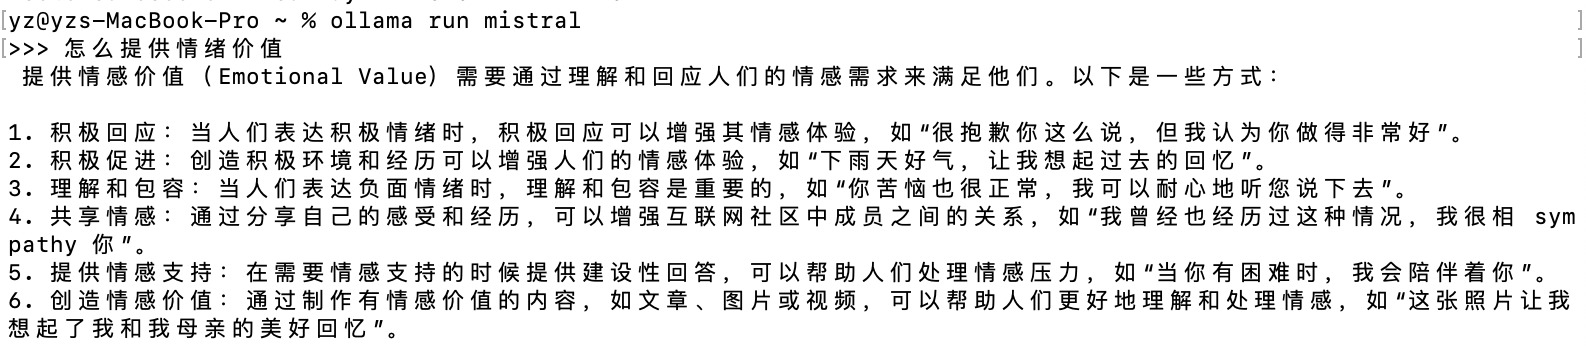 [yz@yzs-MacBook-Pro ~ % ollama run mistral ]
[>>> 怎么提供情绪价值 ]
提供情感价值（Emotional Value）需要通过理解和回应人们的情感需求来满足他们。以下是一些方式：
1. 积极回应：当人们表达积极情绪时，积极回应可以增强其情感体验，如“很抱歉你这么说，但我认为你做得非常好”。
2. 积极促进：创造积极环境和经历可以增强人们的情感体验，如“下雨天好气，让我想起过去的回忆”。
3. 理解和包容：当人们表达负面情绪时，理解和包容是重要的，如“你苦恼也很正常，我可以耐心地听您说下去”。
4. 共享情感：通过分享自己的感受和经历，可以增强互联网社区中成员之间的关系，如“我曾经也经历过这种情况，我很相 sym
pathy 你”。
5. 提供情感支持：在需要情感支持的时候提供建设性回答，可以帮助人们处理情感压力，如“当你有困难时，我会陪伴着你”。
6. 创造情感价值：通过制作有情感价值的内容，如文章、图片或视频，可以帮助人们更好地理解和处理情感，如“这张照片让我
想起了我和我母亲的美好回忆”。